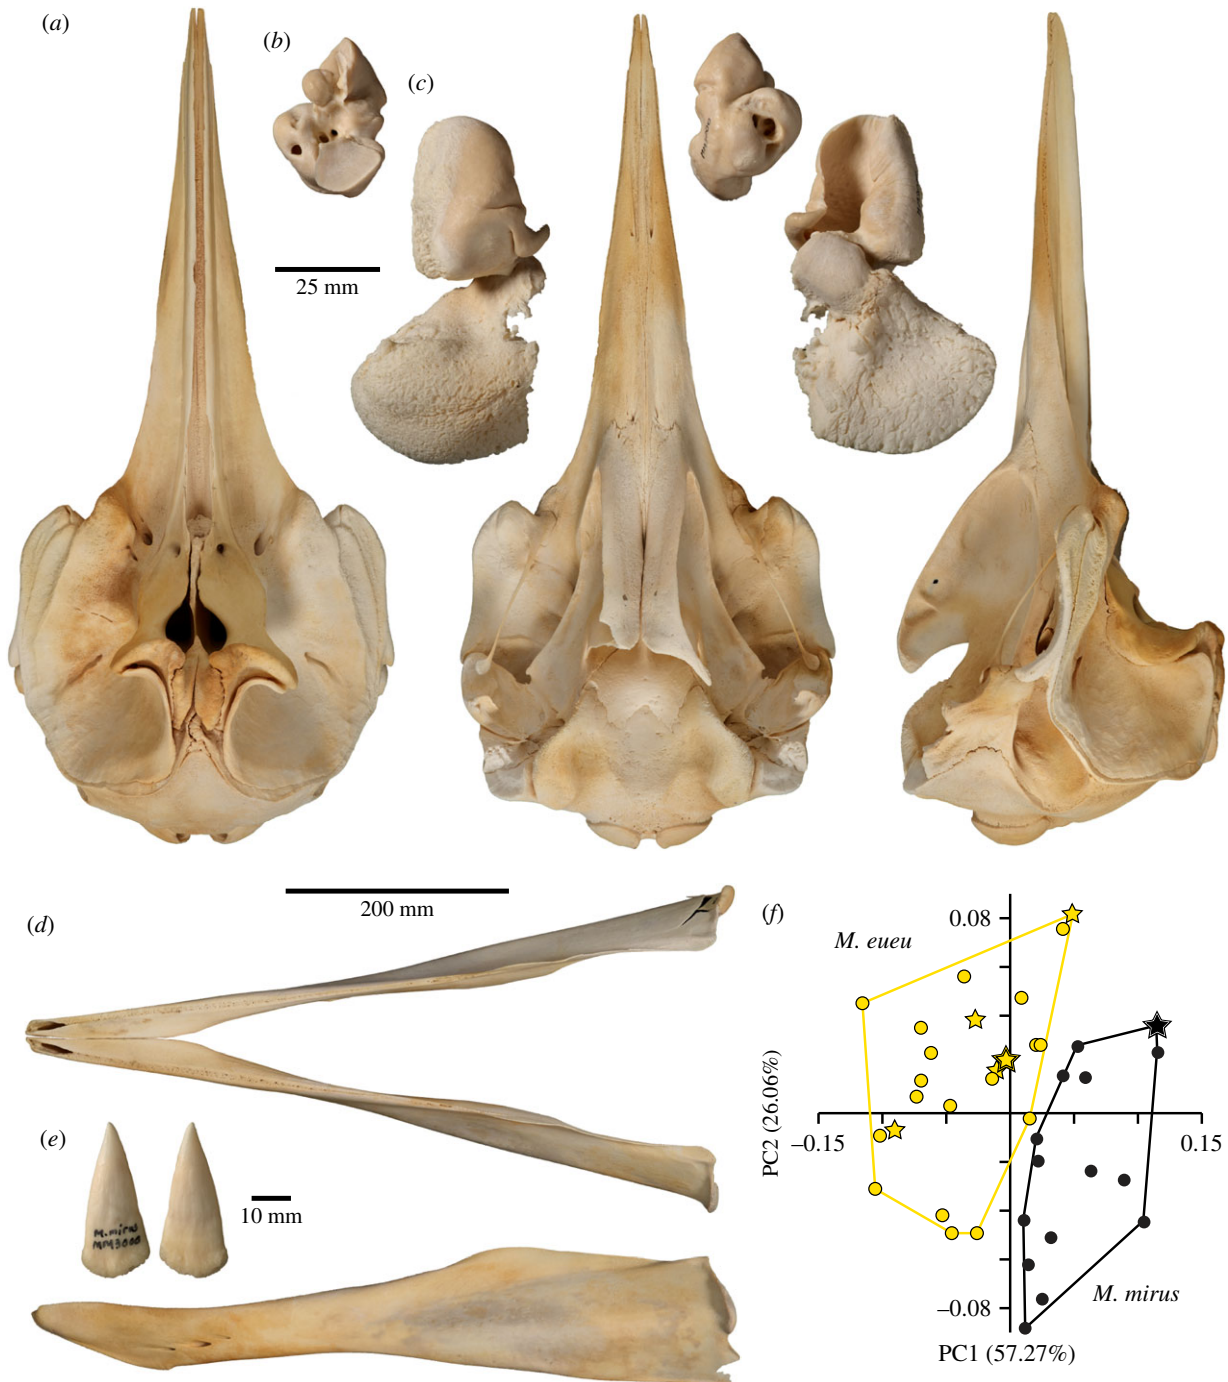 (a)
(b)
(c)
25 mm
200 mm
(d)
(e)
M. mirus
MM3000
10 mm
(f)
M. eueu
0.08
PC2 (26.06%)
–0.15
0.15
M. mirus
–0.08
PC1 (57.27%)